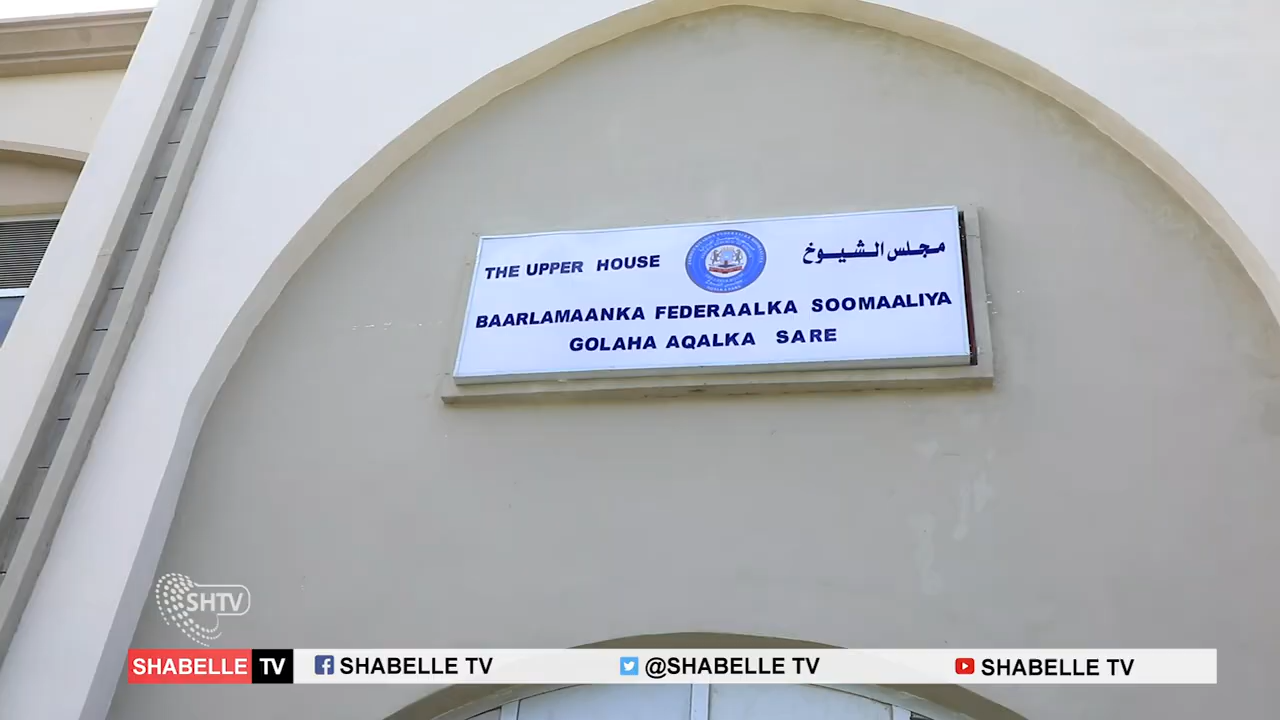 THE UPPER HOUSE
مجلس الشيوخ
BAARLAMAANKA FEDERAALKA SOOMAALIYA
GOLAHA AQALKA SARE
SHTV
SHABELLE TV
SHABELLE TV
@SHABELLE TV
SHABELLE TV